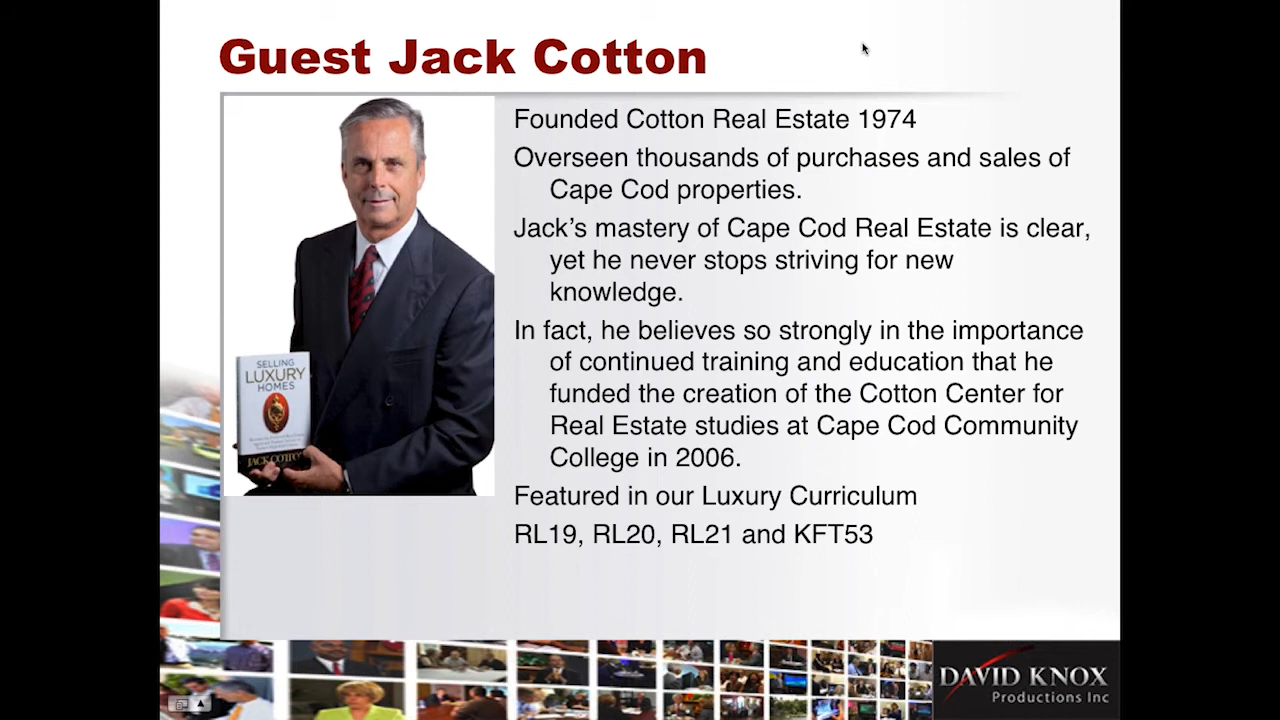 Guest Jack Cotton
Founded Cotton Real Estate 1974
Overseen thousands of purchases and sales of
Cape Cod properties.
Jack’s mastery of Cape Cod Real Estate is clear,
yet he never stops striving for new
knowledge.
In fact, he believes so strongly in the importance
of continued training and education that he
funded the creation of the Cotton Center for
Real Estate studies at Cape Cod Community
College in 2006.
Featured in our Luxury Curriculum
RL19, RL20, RL21 and KFT53
SELLING
LUXURY
HOMES
JACK COTTON
DAVID KNOX
Productions Inc